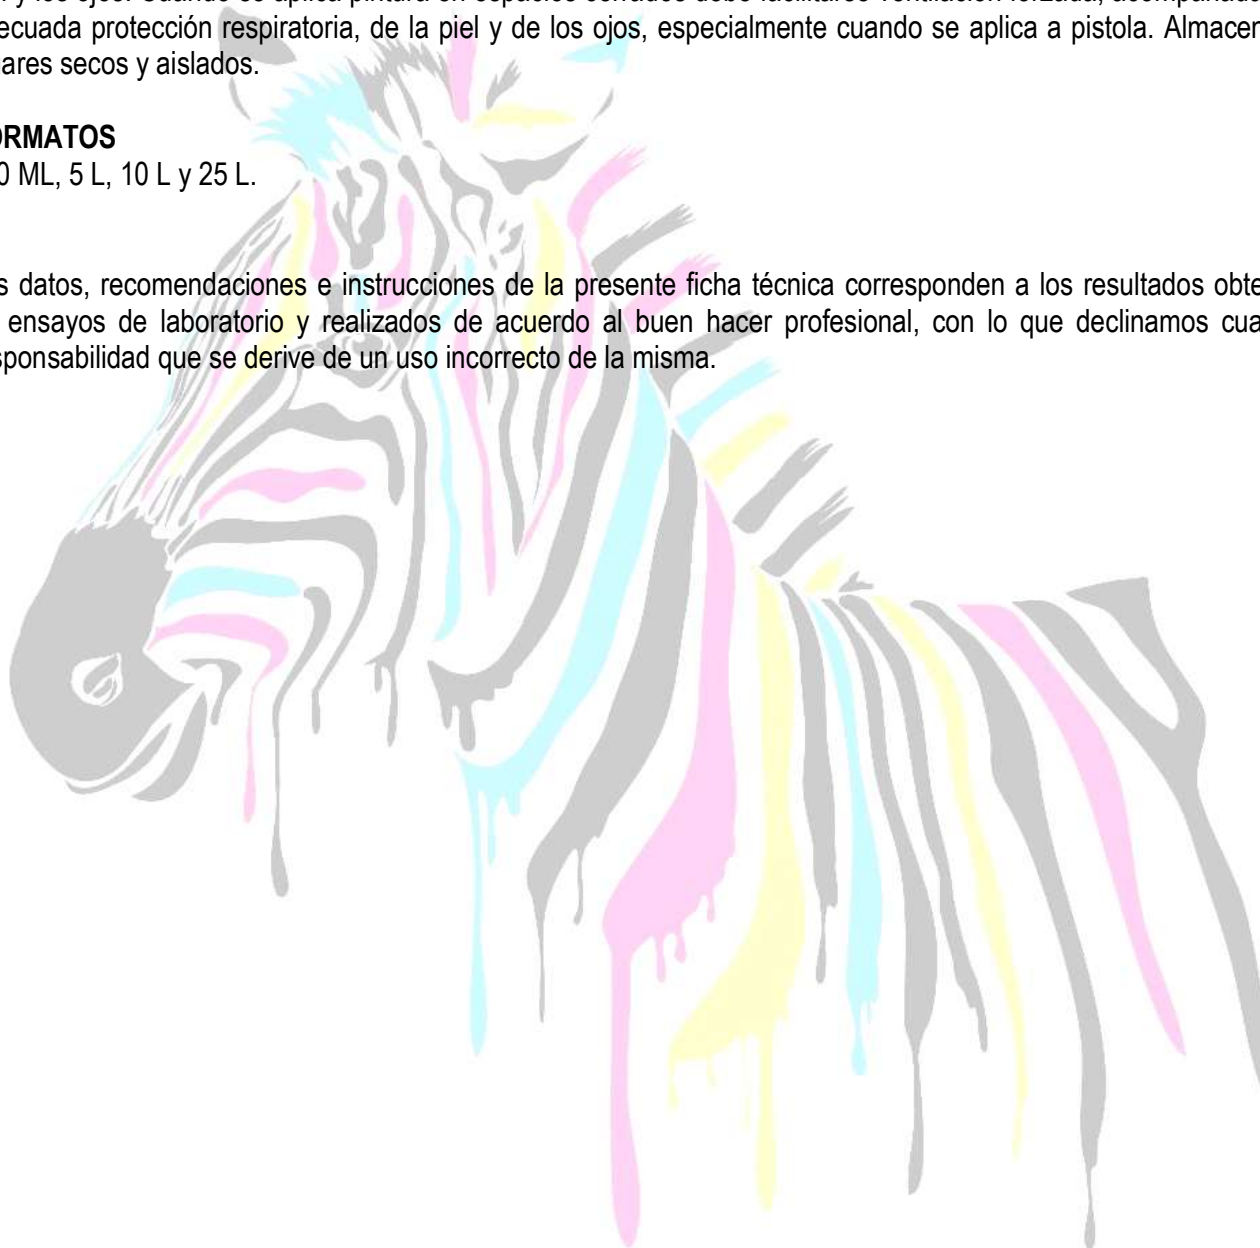 y los ojos. Cuando se aplica pintura en espacios cerrados debe facilitarse ventilación forzada, acompañada
ecuada protección respiratoria, de la piel y de los ojos, especialmente cuando se aplica a pistola. Almacen
ares secos y aislados.
ORMATOS
0 ML, 5 L, 10 L y 25 L.
s datos, recomendaciones e instrucciones de la presente ficha técnica corresponden a los resultados obte
ensayos de laboratorio y realizados de acuerdo al buen hacer profesional, con lo que declinamos cua
sponsabilidad que se derive de un uso incorrecto de la misma.